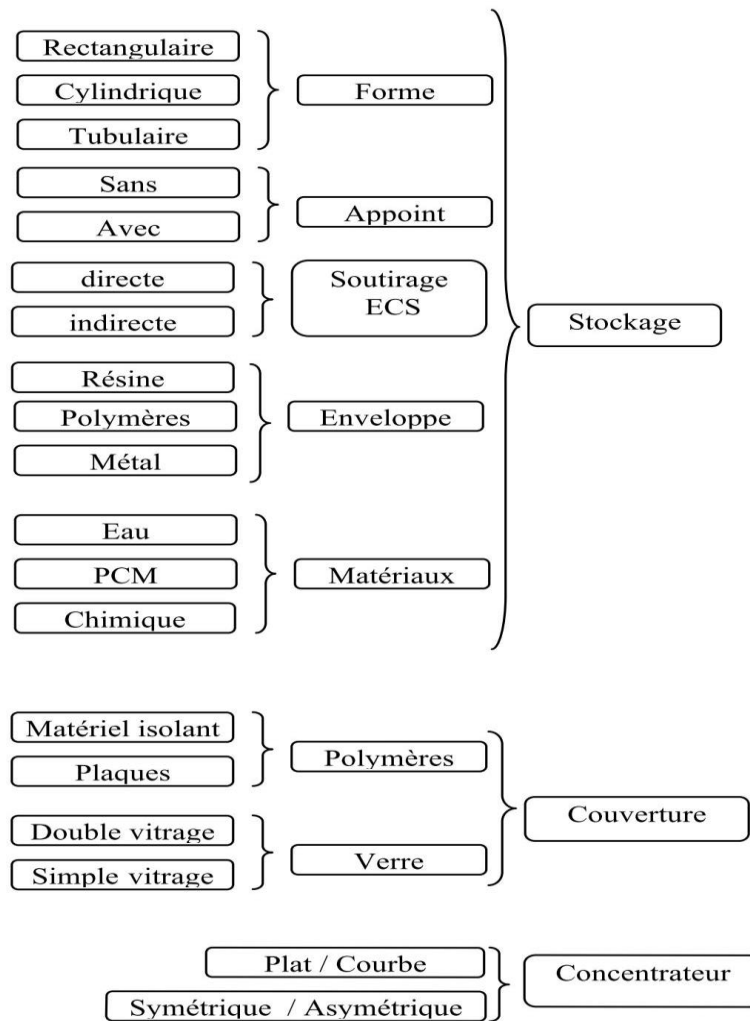 Rectangulaire
Cylindrique
Tubulaire
Forme
Sans
Avec
Appoint
directe
indirecte
Soutirage
ECS
Résine
Polymères
Métal
Enveloppe
Eau
PCM
Chimique
Matériaux
Stockage
Matériel isolant
Plaques
Polymères
Double vitrage
Simple vitrage
Verre
Couverture
Plat / Courbe
Symétrique / Asymétrique
Concentrateur